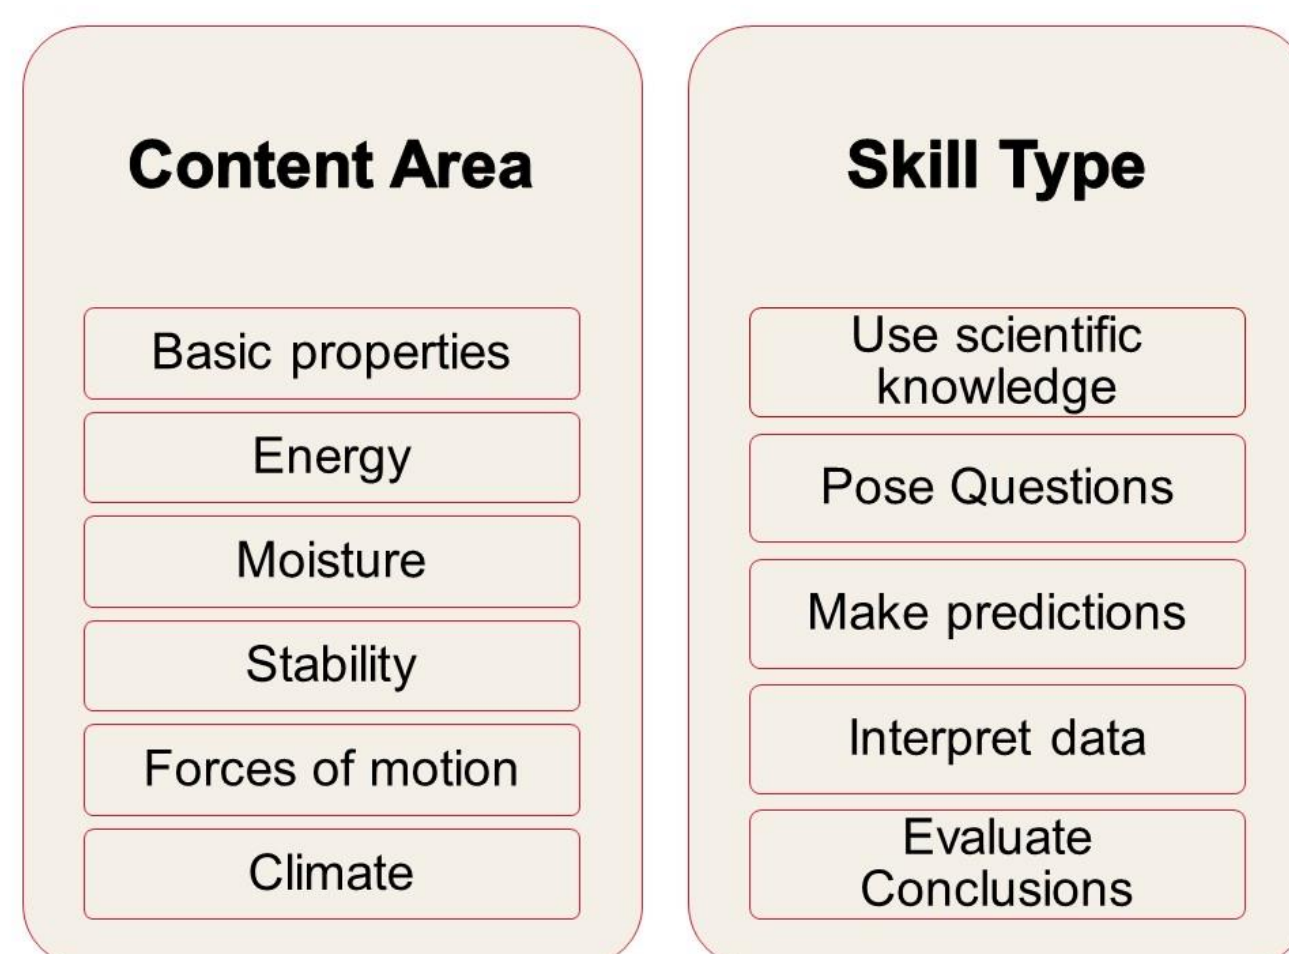 Content Area
Basic properties
Energy
Moisture
Stability
Forces of motion
Climate
Skill Type
Use scientific
knowledge
Pose Questions
Make predictions
Interpret data
Evaluate
Conclusions